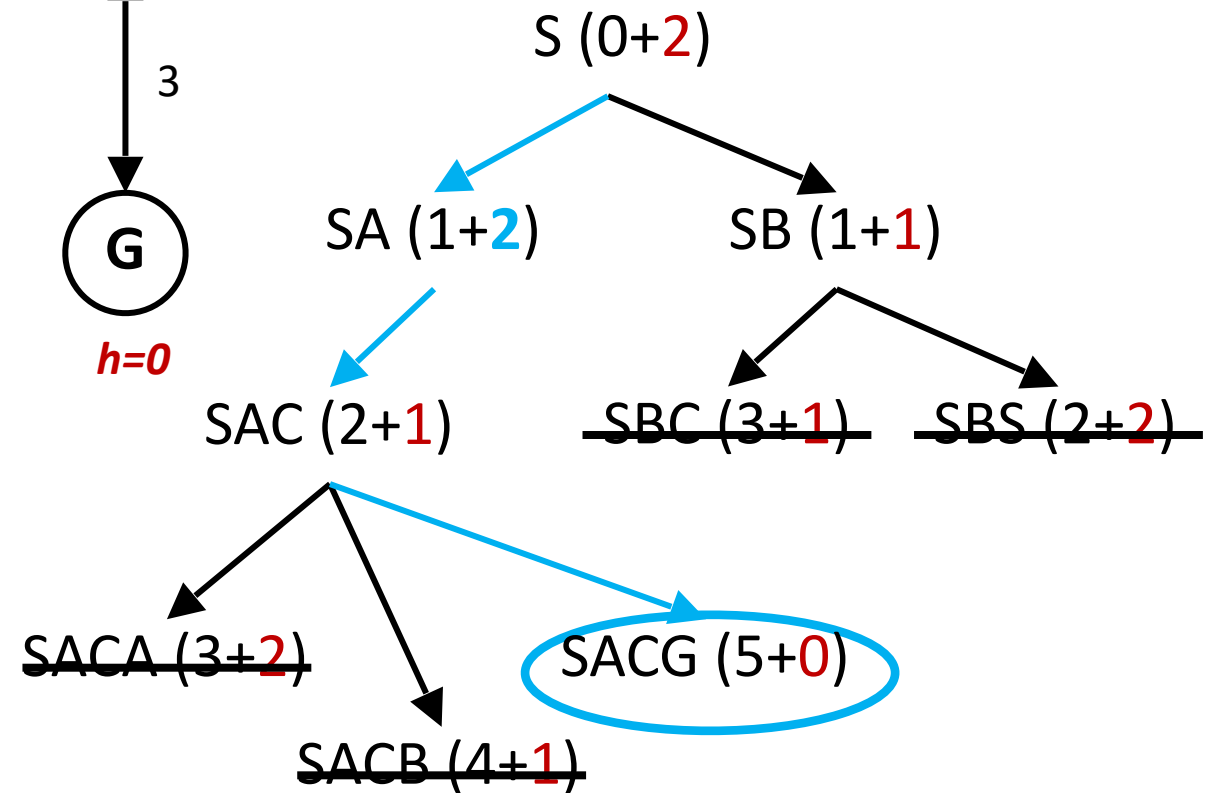 S (0+2)
3
SA (1+2)
SB (1+1)
G
h=0
SAC (2+1)
SBC (3+1)
SBS (2+2)
SACA (3+2)
SACG (5+0)
SACB (4+1)